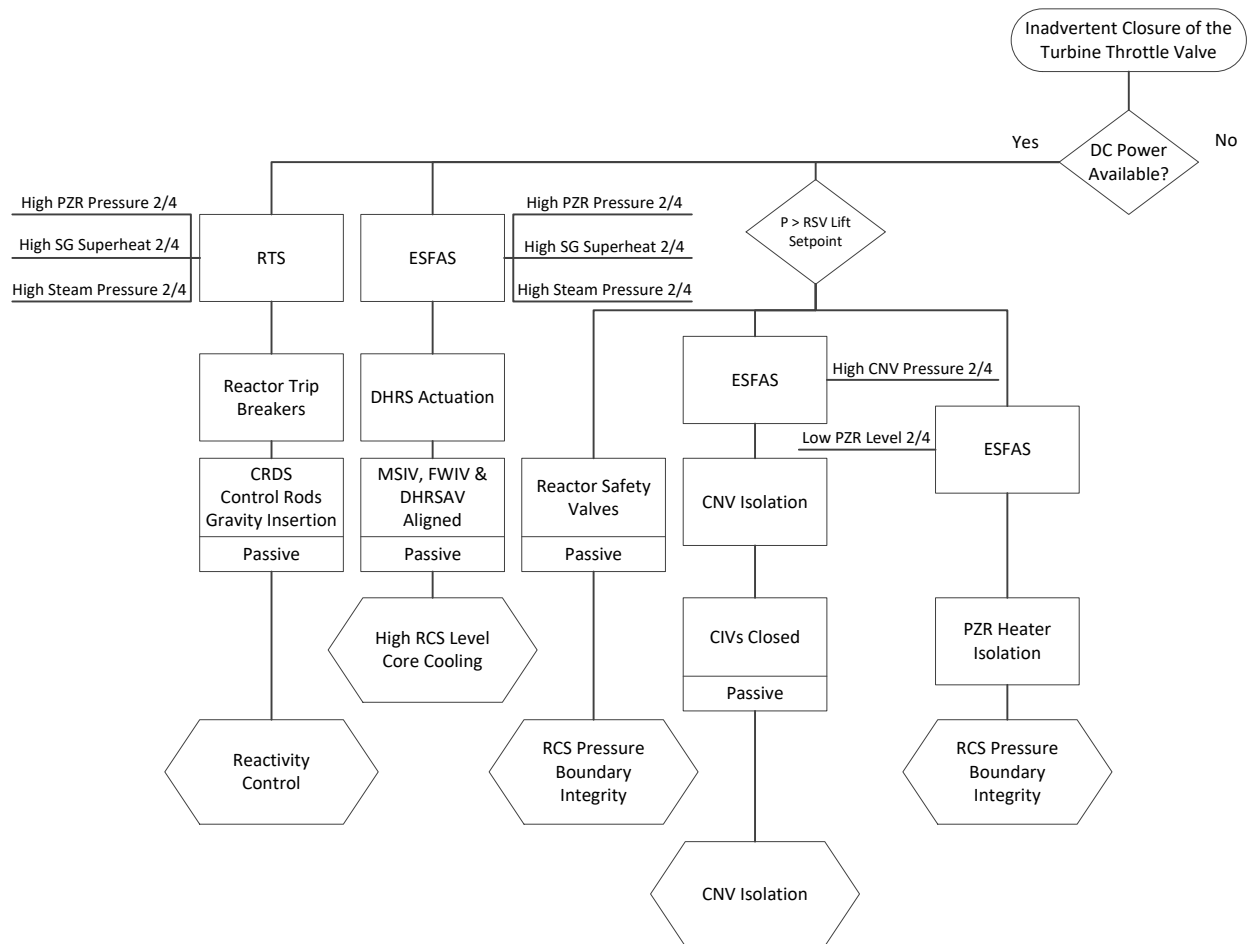 Inadvertent Closure of the
Turbine Throttle Valve
Yes
No
DC Power
Available?
High PZR Pressure 2/4
High SG Superheat 2/4
High Steam Pressure 2/4
RTS
ESFAS
High PZR Pressure 2/4
High SG Superheat 2/4
High Steam Pressure 2/4
P > RSV Lift
Setpoint
ESFAS
High CNV Pressure 2/4
Low PZR Level 2/4
ESFAS
Reactor Trip
Breakers
DHRS Actuation
CRDS
Control Rods
Gravity Insertion
Passive
MSIV, FWIV &
DHRSAV
Aligned
Passive
Reactor Safety
Valves
Passive
CNV Isolation
High RCS Level
Core Cooling
CIVs Closed
Passive
PZR Heater
Isolation
Reactivity
Control
RCS Pressure
Boundary
Integrity
RCS Pressure
Boundary
Integrity
CNV Isolation